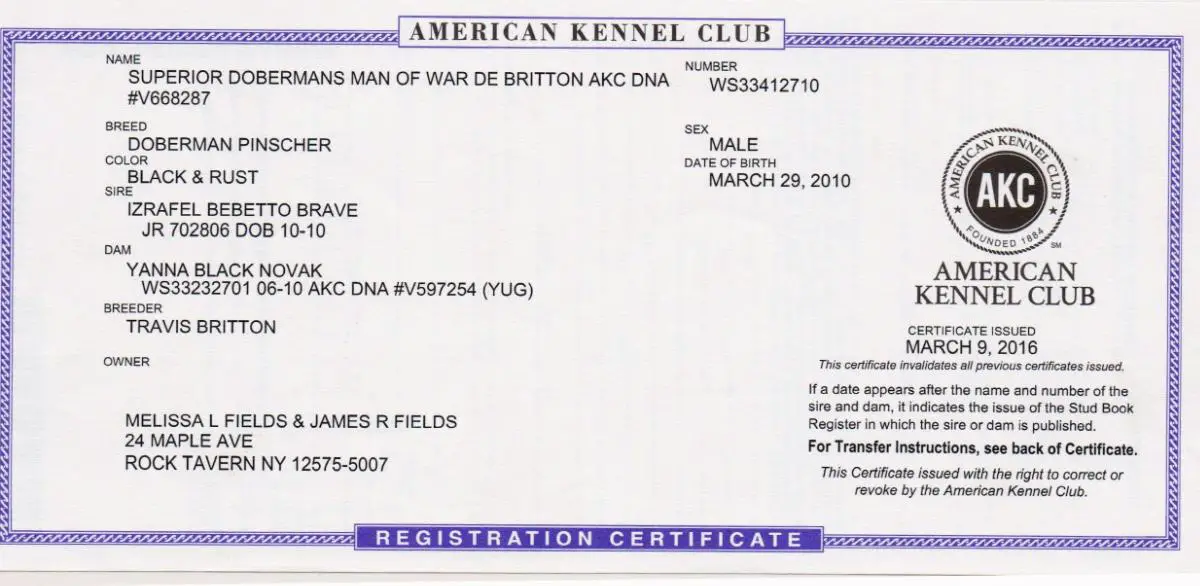 AMERICAN KENNEL CLUB
NAME
SUPERIOR DOBERMANS MAN OF WAR DE BRITTON AKC DNA
#V668287
NUMBER
WS33412710
BREED
DOBERMAN PINSCHER
SEX
MALE
COLOR
BLACK & RUST
DATE OF BIRTH
MARCH 29, 2010
SIRE
IZRAFEL BEBETTO BRAVE
JR 702806 DOB 10-10
DAM
YANNA BLACK NOVAK
WS33232701 06-10 AKC DNA #V597254 (YUG)
BREEDER
TRAVIS BRITTON
OWNER
MELISSA L FIELDS & JAMES R FIELDS
24 MAPLE AVE
ROCK TAVERN NY 12575-5007
AMERICAN KENNEL CLUB
AKC
FOUNDED 1884
SM
AMERICAN
KENNEL CLUB
CERTIFICATE ISSUED
MARCH 9, 2016
This certificate invalidates all previous certificates issued.
If a date appears after the name and number of the
sire and dam, it indicates the issue of the Stud Book
Register in which the sire or dam is published.
For Transfer Instructions, see back of Certificate.
This Certificate issued with the right to correct or
revoke by the American Kennel Club.
REGISTRATION CERTIFICATE